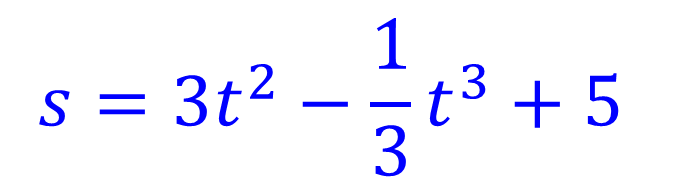 s = 3t² − 1/3 t³ + 5